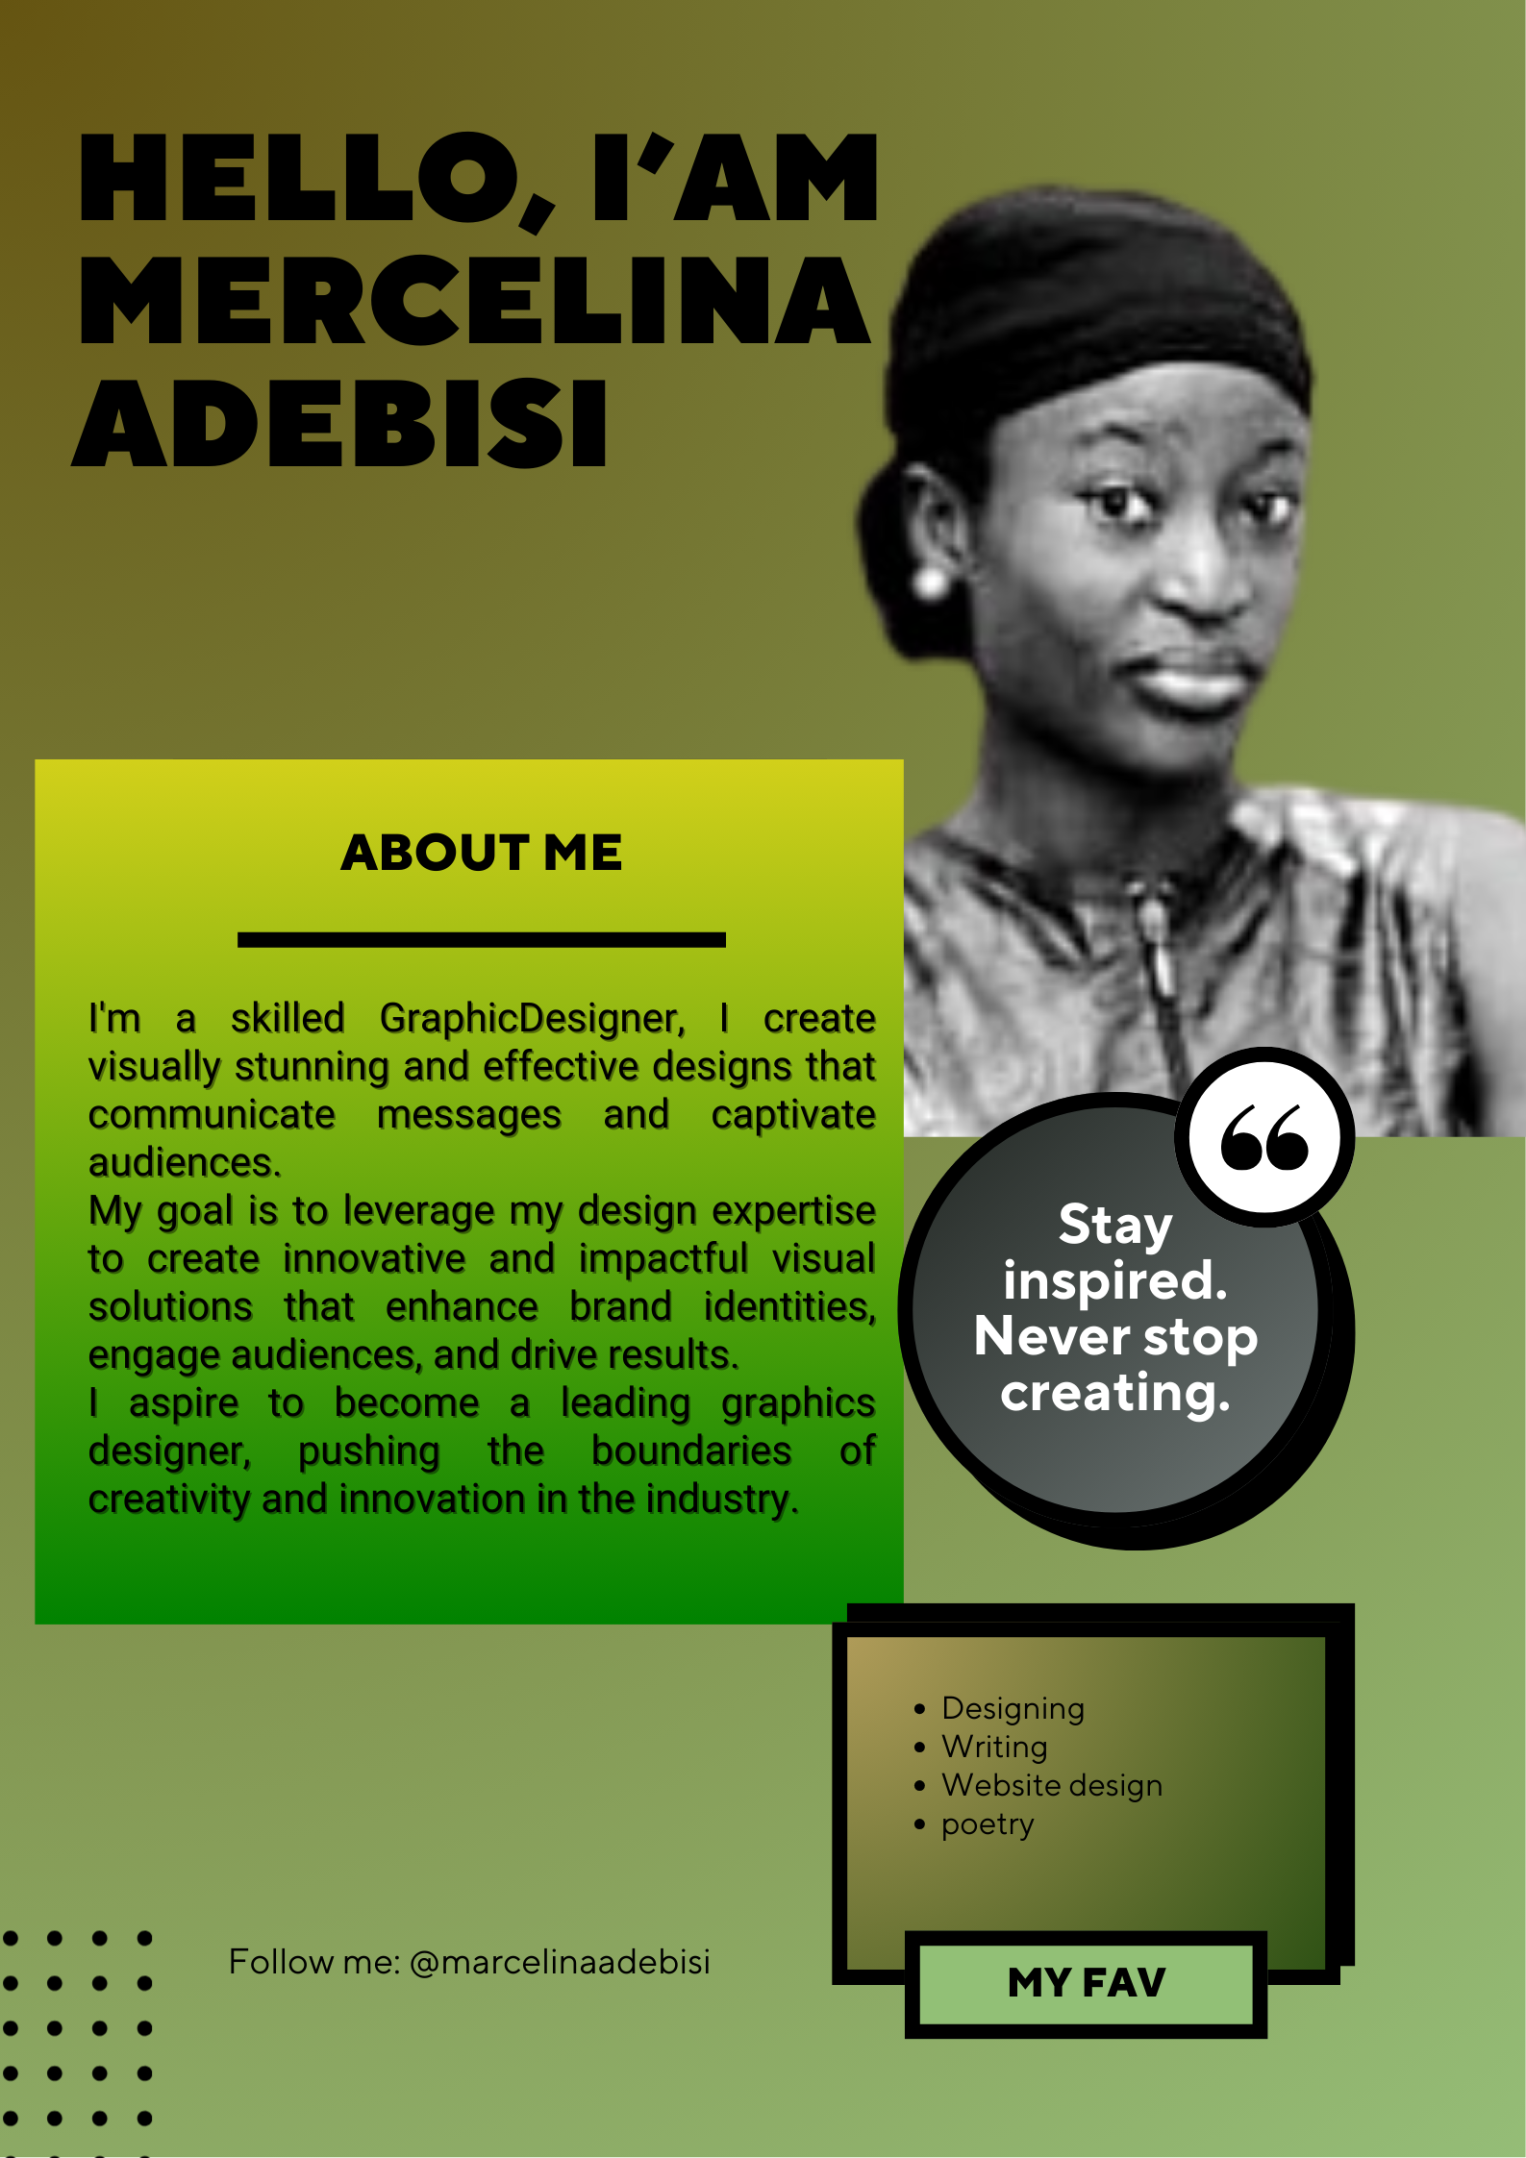 HELLO, I’AM
MERCELINA
ADEBISI
ABOUT ME
I'm a skilled GraphicDesigner, I create
visually stunning and effective designs that
communicate messages and captivate
audiences.
My goal is to leverage my design expertise
to create innovative and impactful visual
solutions that enhance brand identities,
engage audiences, and drive results.
I aspire to become a leading graphics
designer, pushing the boundaries of
creativity and innovation in the industry.
“
Stay
inspired.
Never stop
creating.
• Designing
• Writing
• Website design
• poetry
MY FAV
Follow me: @marcelinaadebisi